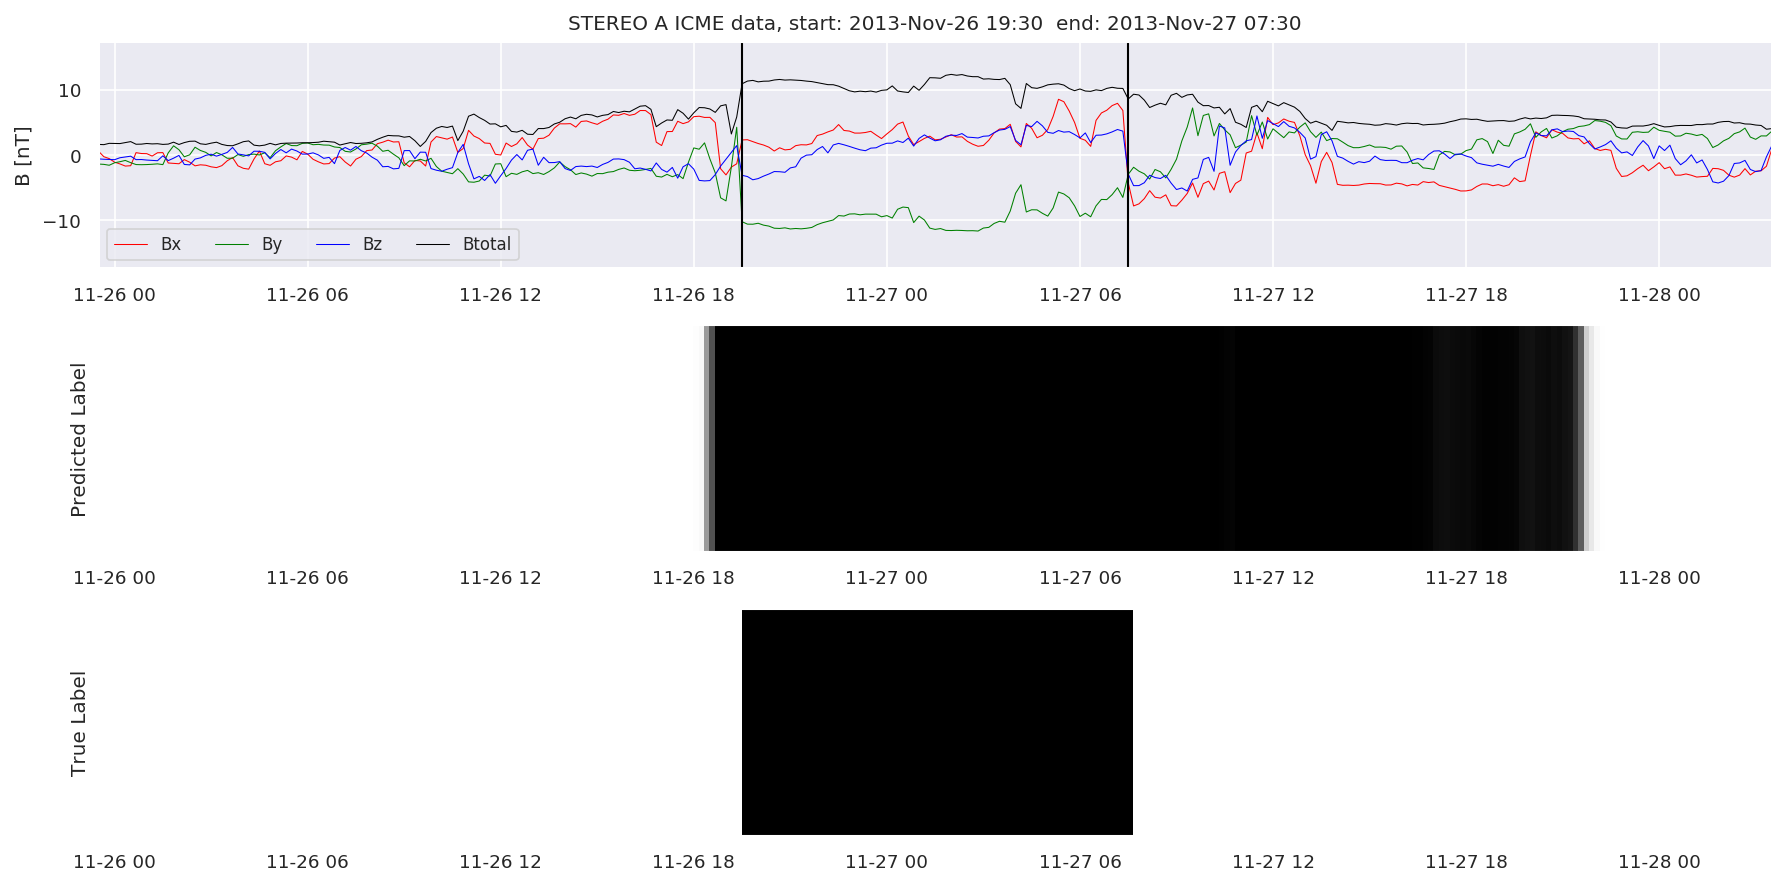 STEREO A ICME data, start: 2013-Nov-26 19:30  end: 2013-Nov-27 07:30
B [nT]
10
0
−10
Bx By Bz Btotal
11-26 00 11-26 06 11-26 12 11-26 18 11-27 00 11-27 06 11-27 12 11-27 18 11-28 00
Predicted Label
11-26 00 11-26 06 11-26 12 11-26 18 11-27 00 11-27 06 11-27 12 11-27 18 11-28 00
True Label
11-26 00 11-26 06 11-26 12 11-26 18 11-27 00 11-27 06 11-27 12 11-27 18 11-28 00